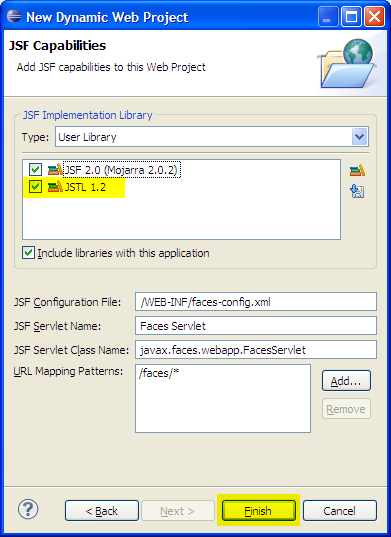 New Dynamic Web Project
JSF Capabilities
Add JSF capabilities to this Web Project
JSF Implementation Library
Type: User Library
JSF 2.0 (Mojarra 2.0.2)
JSTL 1.2
Include libraries with this application
JSF Configuration File: /WEB-INF/faces-config.xml
JSF Servlet Name: Faces Servlet
JSF Servlet Class Name: javax.faces.webapp.FacesServlet
URL Mapping Patterns: /faces/*
Add...
Remove
? < Back Next > Finish Cancel